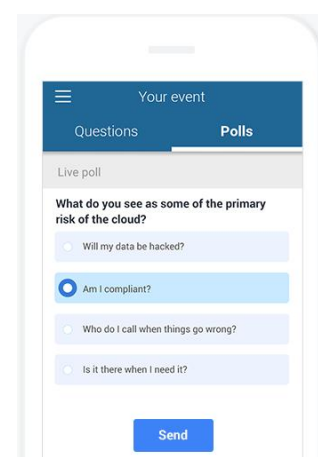 Your event
Questions Polls
Live poll
What do you see as some of the primary
risk of the cloud?
Will my data be hacked?
Am I compliant?
Who do I call when things go wrong?
Is it there when I need it?
Send